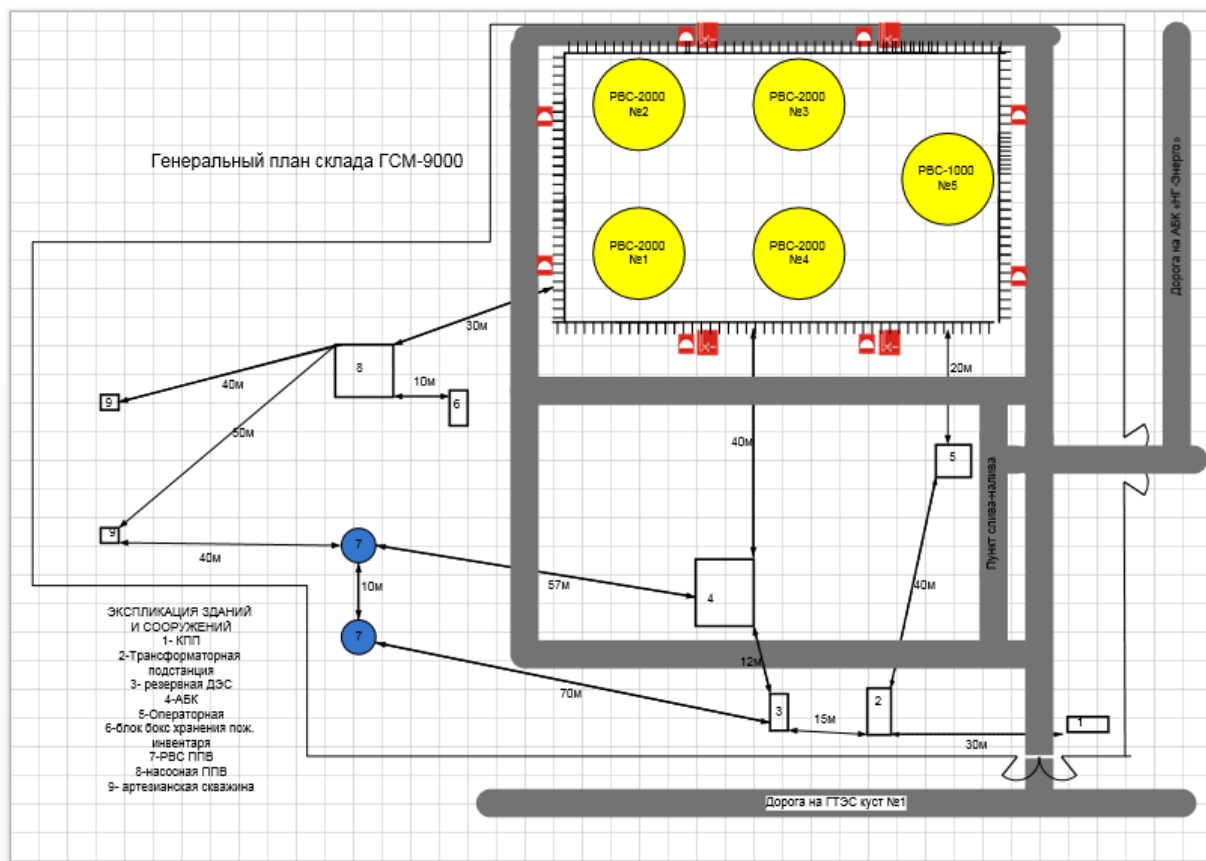 РВС-2000
№2
РВС-2000
№3
Генеральный план склада ГСМ-9000
РВС-1000
№5
РВС-2000
№1
РВС-2000
№4
Дорога на АБК «НГ-Энерго»
30м
8
40м
10м
20м
9
6
50м
40м
5
Пункт слива-налива
9
7
40м
57м
10м
40м
4
ЭКСПЛИКАЦИЯ ЗДАНИЙ
И СООРУЖЕНИЙ
1- КПП
2-Трансформаторная
подстанция
3- резервная ДЭС
4-АБК
5-Операторная
6-блок бокс хранения пож.
инвентаря
7-РВС ППВ
8-насосная ППВ
9- артезианская скважина
7
12м
70м
3
15м
2
30м
1
Дорога на ГТЭС куст №1